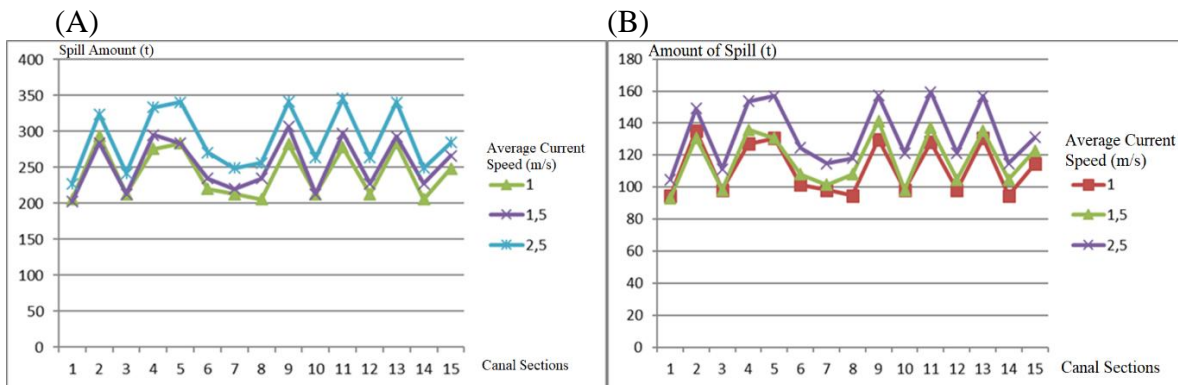 (A)
Spill Amount (t)
400
350
300
250
200
150
100
50
0
1 2 3 4 5 6 7 8 9 10 11 12 13 14 15
Canal Sections
Average Current
Speed (m/s)
1
1,5
2,5
(B)
Amount of Spill (t)
180
160
140
120
100
80
60
40
20
0
1 2 3 4 5 6 7 8 9 10 11 12 13 14 15
Canal Sections
Average Current
Speed (m/s)
1
1,5
2,5